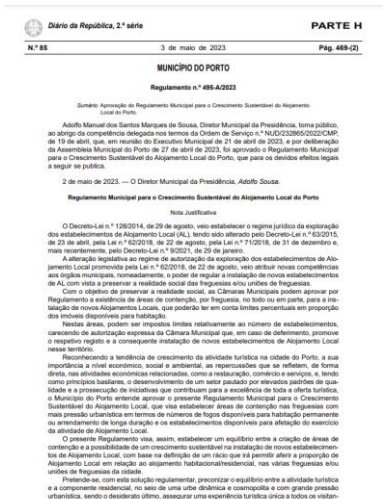 Diário da República, 2.ª série
PARTE H
N.º 85
3 de maio de 2023
Pág. 469-(2)
MUNICÍPIO DO PORTO
Regulamento n.º 495-A/2023
Sumário: Aprovação do Regulamento Municipal para o Crescimento Sustentável do Alojamento
Local do Porto.
Adolfo Manuel dos Santos Marques de Sousa, Diretor Municipal da Presidência, torna público,
ao abrigo da competência delegada nos termos da Ordem de Serviço n.º NUD/232865/2022/CMP,
de 19 de abril, que, em reunião do Executivo Municipal de 21 de abril de 2023, e por deliberação
da Assembleia Municipal do Porto de 27 de abril de 2023, foi aprovado o Regulamento Municipal
para o Crescimento Sustentável do Alojamento Local do Porto, que para os devidos efeitos legais
a seguir se publica.
2 de maio de 2023. — O Diretor Municipal da Presidência, Adolfo Sousa.
Regulamento Municipal para o Crescimento Sustentável do Alojamento Local do Porto
Nota Justificativa
O Decreto-Lei n.º 128/2014, de 29 de agosto, veio estabelecer o regime jurídico da exploração
dos estabelecimentos de Alojamento Local (AL), tendo sido alterado pelo Decreto-Lei n.º 63/2015,
de 23 de abril, pela Lei n.º 62/2018, de 22 de agosto, pela Lei n.º 71/2018, de 31 de dezembro e,
mais recentemente, pelo Decreto-Lei n.º 9/2021, de 29 de janeiro.
A alteração legislativa ao regime de autorização da exploração dos estabelecimentos de Alo-
jamento Local promovida pela Lei n.º 62/2018, de 22 de agosto, veio atribuir novas competências
aos órgãos municipais, nomeadamente, o poder de regular a instalação de novos estabelecimentos
de AL com vista a preservar a realidade social das freguesias e/ou uniões de freguesias.
Com o objetivo de preservar a realidade social, as Câmaras Municipais podem aprovar por
Regulamento a existência de áreas de contenção, por freguesia, no todo ou em parte, para a ins-
talação de novos Alojamentos Locais, que poderão ter em conta limites percentuais em proporção
dos imóveis disponíveis para habitação.
Nestas áreas, podem ser impostos limites relativamente ao número de estabelecimentos,
carecendo de autorização expressa da Câmara Municipal que, em caso de deferimento, promove
o respetivo registo e a consequente instalação de novos estabelecimentos de Alojamento Local
nesse território.
Reconhecendo a tendência de crescimento da atividade turística na cidade do Porto, a sua
importância a nível económico, social e ambiental, as repercussões que se refletem, de forma
direta, nas atividades económicas relacionadas, como a restauração, comércio e serviços, e, tendo
como princípios basilares, o desenvolvimento de um setor pautado por elevados padrões de qua-
lidade e a prossecução de iniciativas que contribuam para a excelência de toda a oferta turística,
o Município do Porto entende aprovar o presente Regulamento Municipal para o Crescimento
Sustentável do Alojamento Local, que visa estabelecer áreas de contenção nas freguesias com
mais pressão urbanística em termos de números de fogos disponíveis para habitação permanente
ou arrendamento de longa duração e os estabelecimentos disponíveis para afetação do exercício
da atividade de Alojamento Local.
O presente Regulamento visa, assim, estabelecer um equilíbrio entre a criação de áreas de
contenção e a possibilidade de um crescimento sustentável na instalação de novos estabelecimen-
tos de Alojamento Local, com base na definição de um rácio que irá permitir aferir a proporção de
Alojamento Local em relação ao alojamento habitacional/residencial, nas várias freguesias e/ou
uniões de freguesia da cidade.
Pretende-se, com esta solução regulamentar, preconizar o equilíbrio entre a atividade turística
e a componente residencial, no seio de uma urbe dinâmica e cosmopolita e com grande pressão
urbanística, sendo o desiderato último, assegurar uma experiência turística única a todos os visitan-